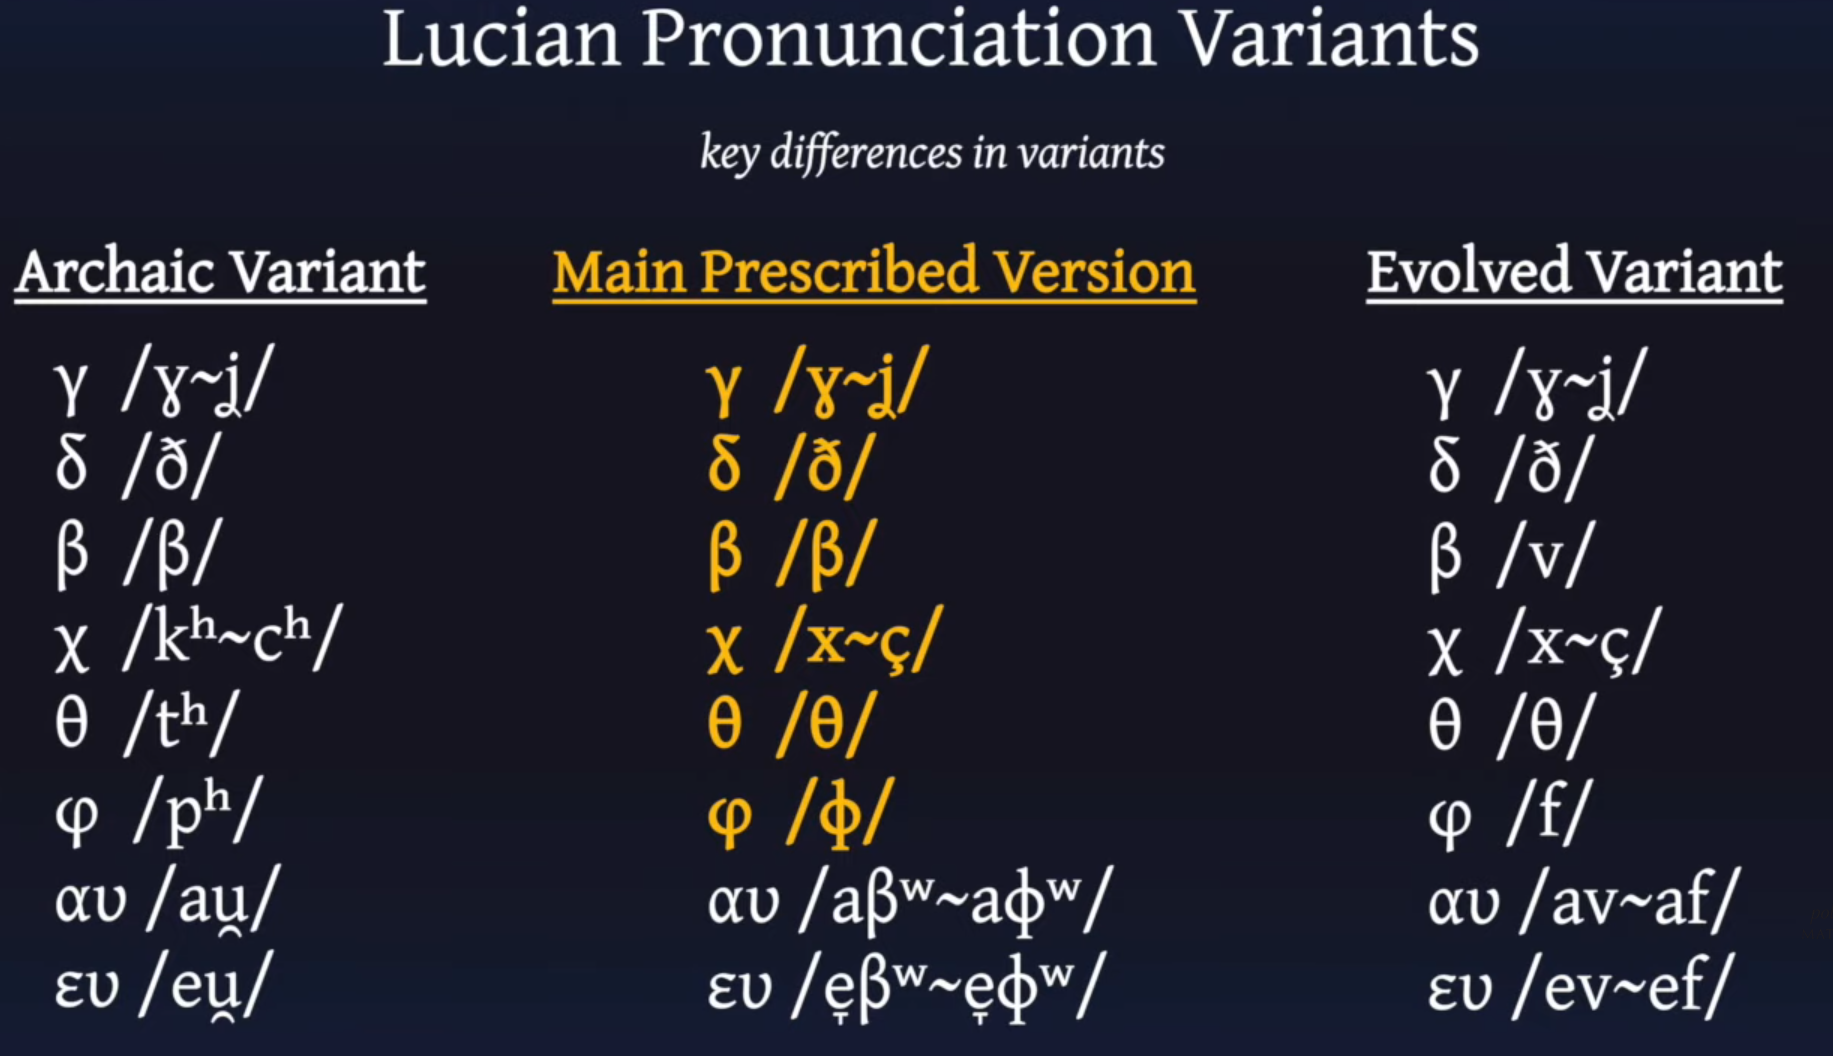 Lucian Pronunciation Variants
key differences in variants
Archaic Variant Main Prescribed Version Evolved Variant
γ /ɣ~ʝ/ γ /ɣ~ʝ/ γ /ɣ~ʝ/
δ /ð/ δ /ð/ δ /ð/
β /β/ β /β/ β /v/
χ /kʰ~cʰ/ χ /x~ç/ χ /x~ç/
θ /tʰ/ θ /θ/ θ /θ/
φ /pʰ/ φ /ɸ/ φ /f/
αυ /au̯/ αυ /aβʷ~aɸʷ/ αυ /av~af/
ευ /eu̯/ ευ /e̞βʷ~e̞ɸʷ/ ευ /ev~ef/